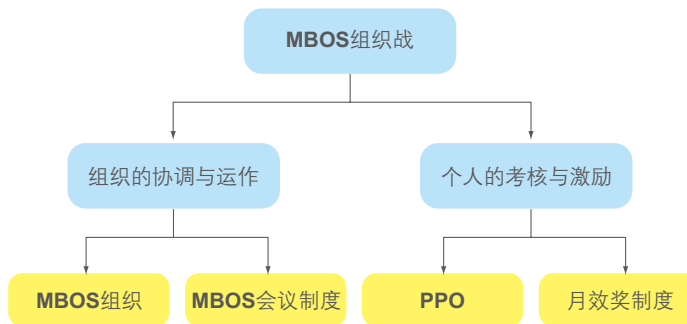 MBOS组织战
组织的协调与运作
个人的考核与激励
MBOS组织
MBOS会议制度
PPO
月效奖制度